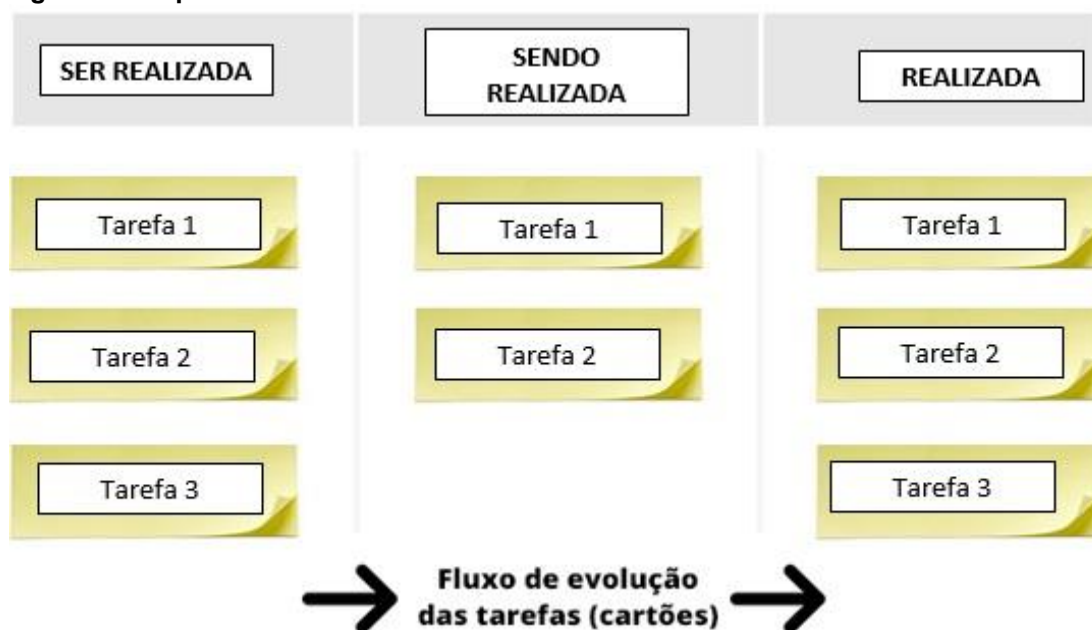 SER REALIZADA
SENDO
REALIZADA
REALIZADA
Tarefa 1
Tarefa 1
Tarefa 1
Tarefa 2
Tarefa 2
Tarefa 2
Tarefa 3
Tarefa 3
Fluxo de evolução
das tarefas (cartões)